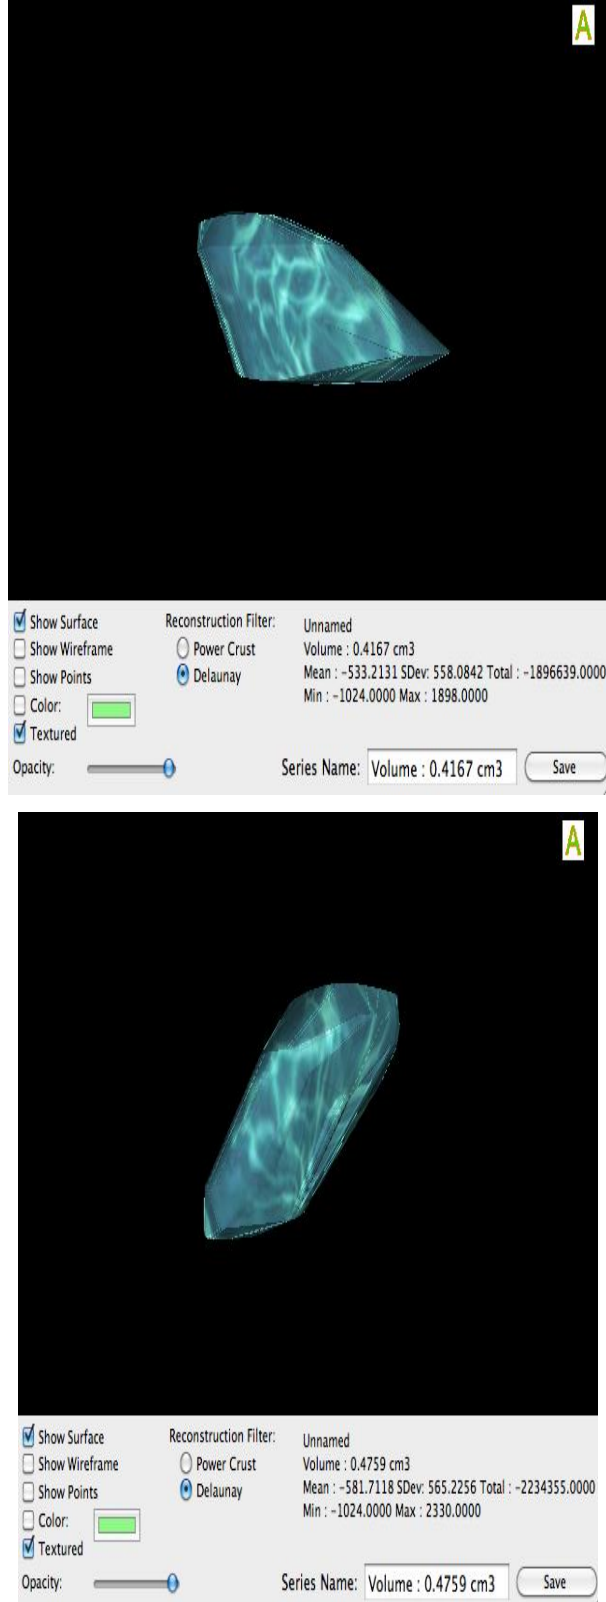 A
Show Surface
Show Wireframe
Show Points
Color:
Textured
Opacity:
Reconstruction Filter:
Power Crust
Delaunay
Unnamed
Volume : 0.4167 cm3
Mean : -533.2131 SDev: 558.0842 Total : -1896639.0000
Min : -1024.0000 Max : 1898.0000
Series Name: Volume : 0.4167 cm3 Save
A
Show Surface
Show Wireframe
Show Points
Color:
Textured
Opacity:
Reconstruction Filter:
Power Crust
Delaunay
Unnamed
Volume : 0.4759 cm3
Mean : -581.7118 SDev: 565.2256 Total : -2234355.0000
Min : -1024.0000 Max : 2330.0000
Series Name: Volume : 0.4759 cm3 Save